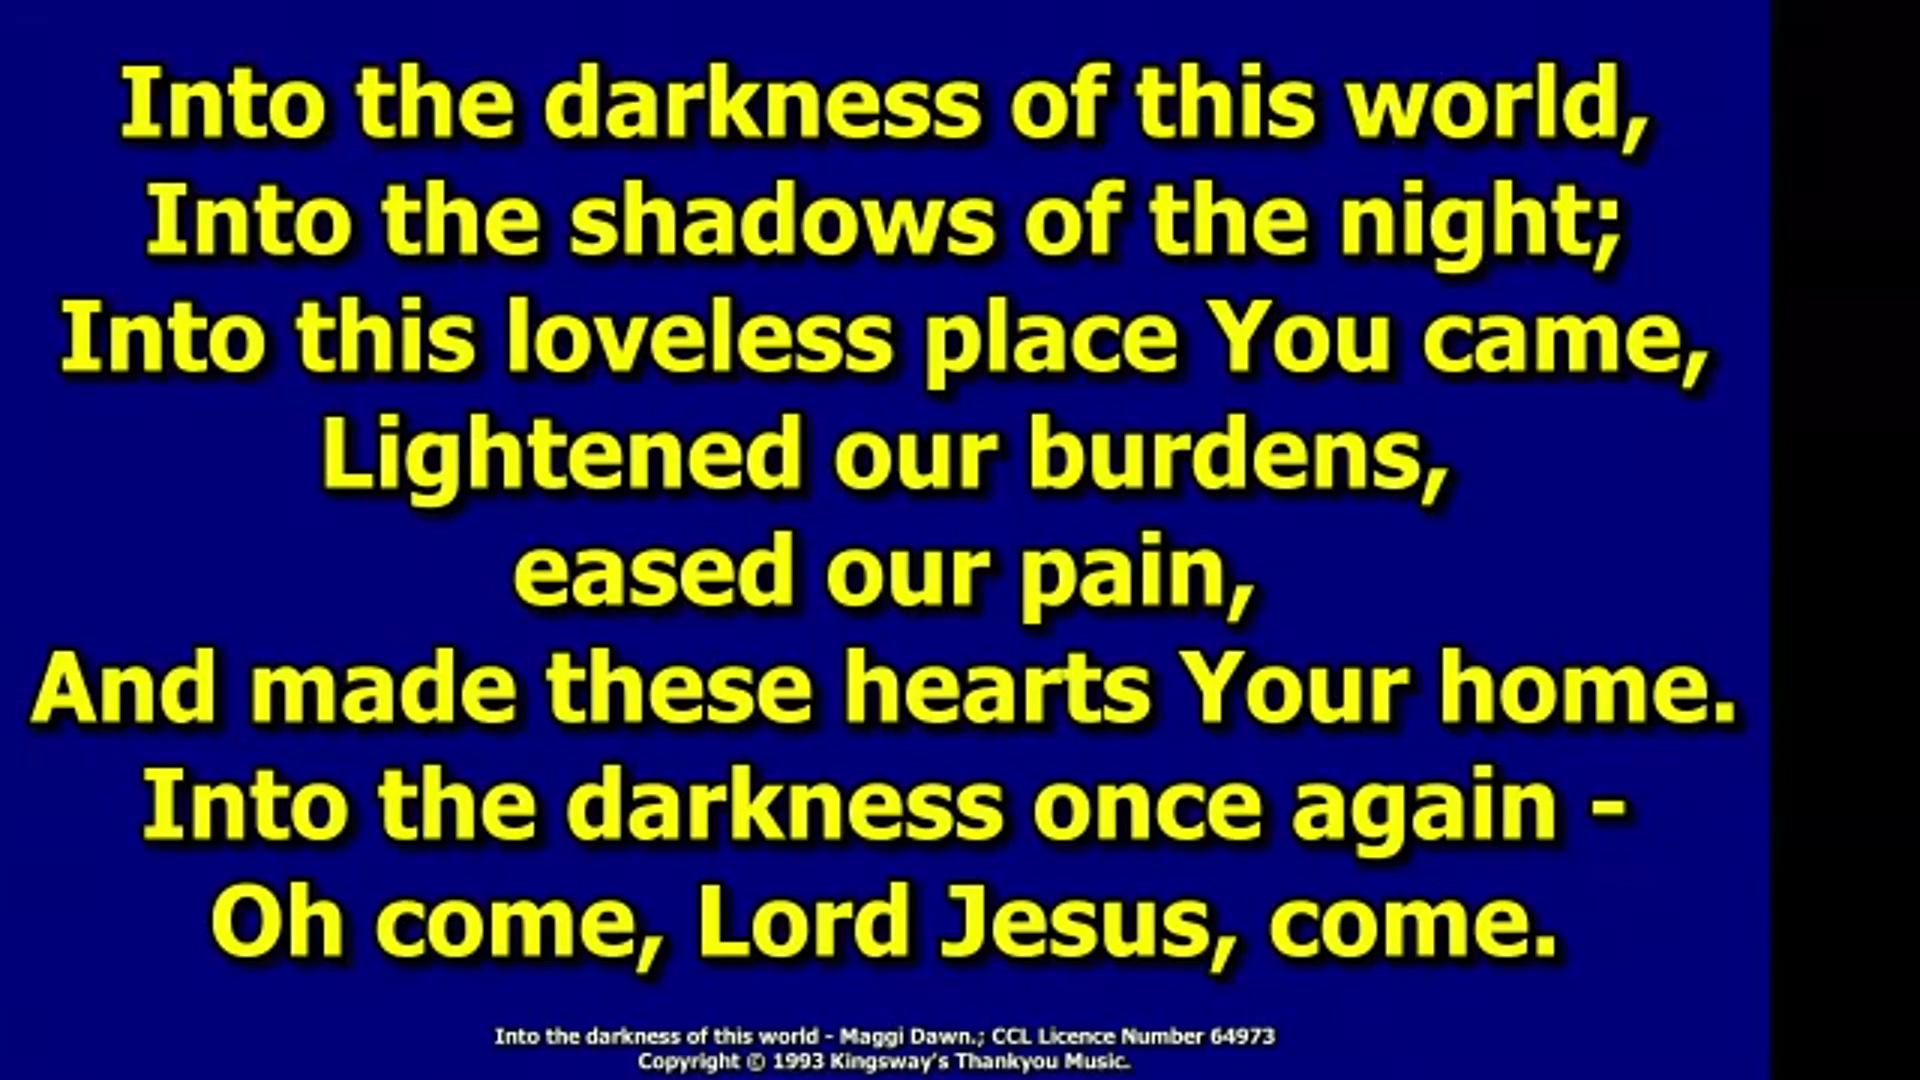 Into the darkness of this world,
Into the shadows of the night;
Into this loveless place You came,
Lightened our burdens,
eased our pain,
And made these hearts Your home.
Into the darkness once again -
Oh come, Lord Jesus, come.
Into the darkness of this world - Maggi Dawn.; CCL Licence Number 64973
Copyright © 1993 Kingsway's Thankyou Music.